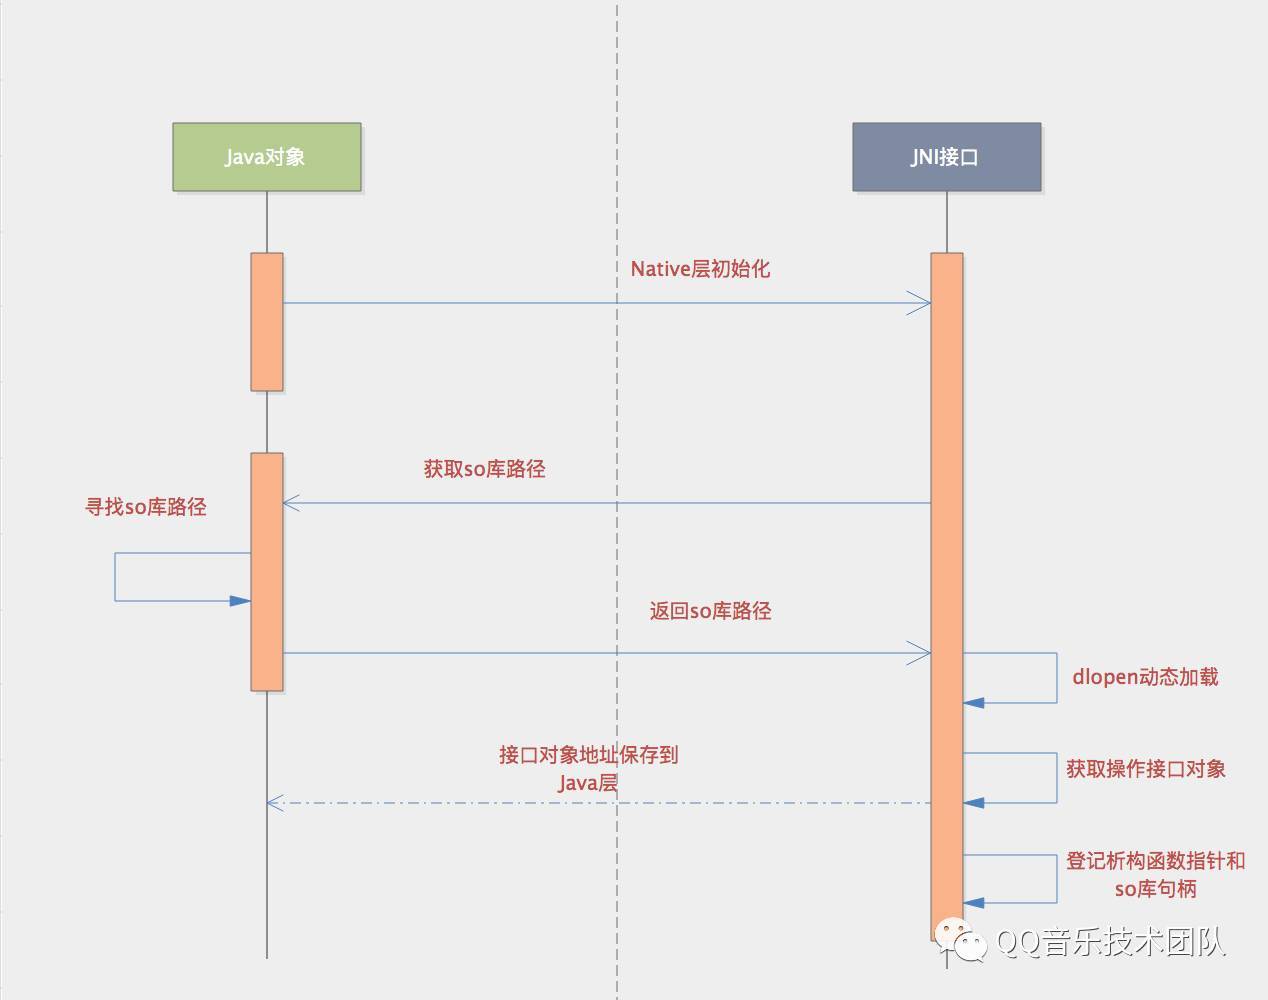 Java对象
JNI接口
Native层初始化
获取so库路径
寻找so库路径
返回so库路径
dlopen动态加载
接口对象地址保存到
Java层
获取操作接口对象
登记析构函数指针和
so库句柄
QQ音乐技术团队